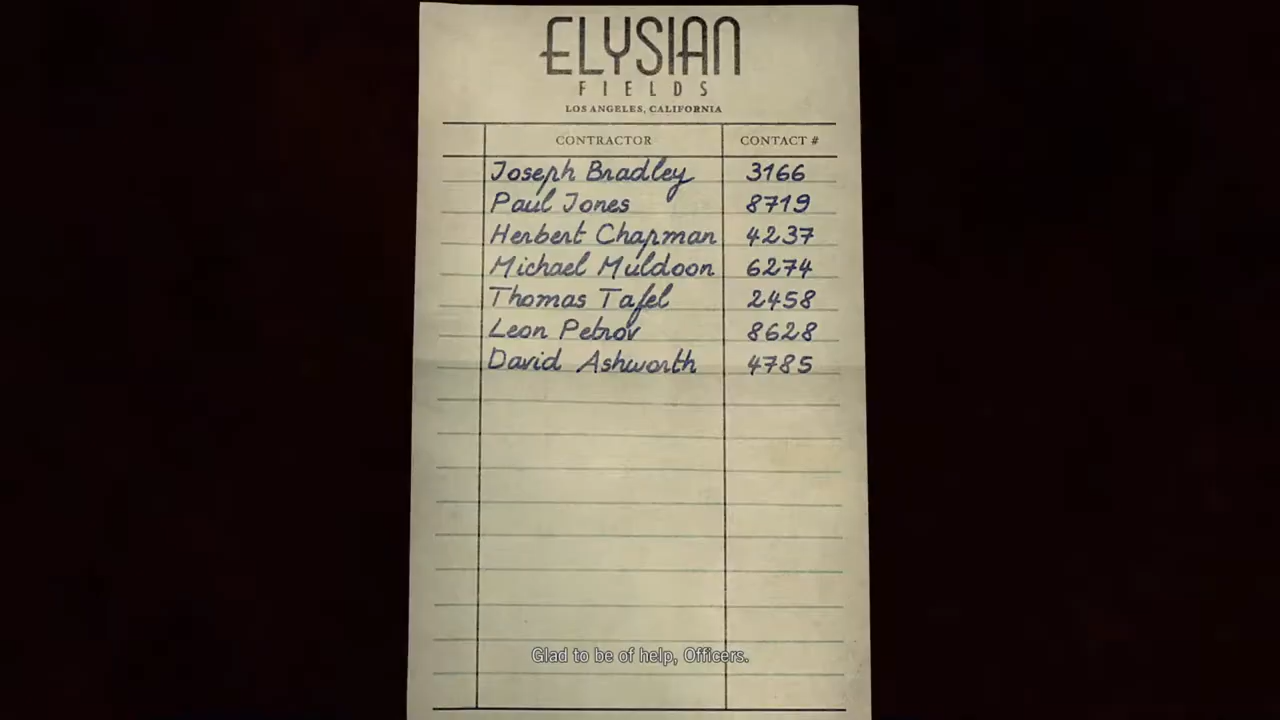 ELYSIAN
FIELDS
LOS ANGELES, CALIFORNIA
CONTRACTOR CONTACT #
Joseph Bradley 3166
Paul Jones 8719
Herbert Chapman 4237
Michael Muldoon 6274
Thomas Tafel 2458
Leon Petrov 8628
David Ashworth 4785
Glad to be of help, Officers.